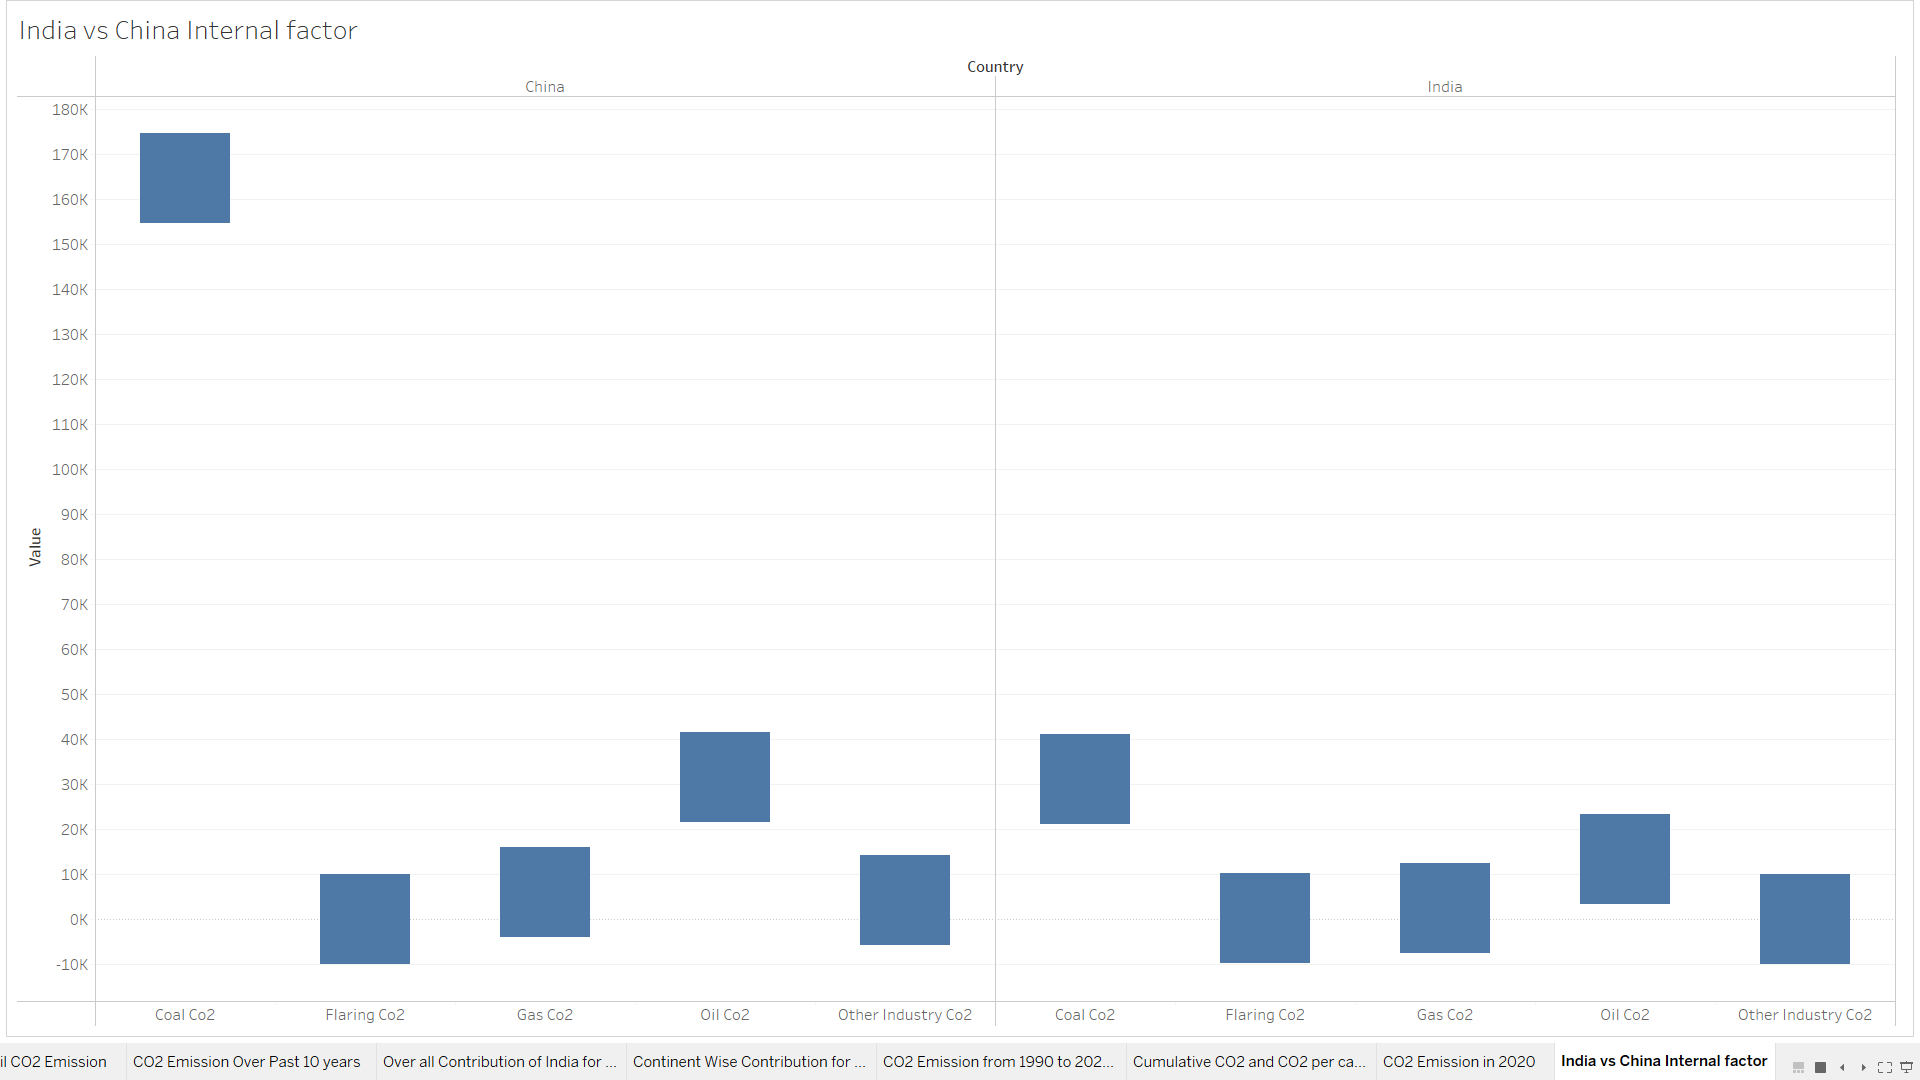 India vs China Internal factor
Country
China India
180K
170K
160K
150K
140K
130K
120K
110K
100K
90K
80K
70K
60K
50K
40K
30K
20K
10K
0K
-10K
Value
Coal Co2 Flaring Co2 Gas Co2 Oil Co2 Other Industry Co2 Coal Co2 Flaring Co2 Gas Co2 Oil Co2 Other Industry Co2
il CO2 Emission CO2 Emission Over Past 10 years Over all Contribution of India for ... Continent Wise Contribution for ... CO2 Emission from 1990 to 202... Cumulative CO2 and CO2 per ca... CO2 Emission in 2020 India vs China Internal factor